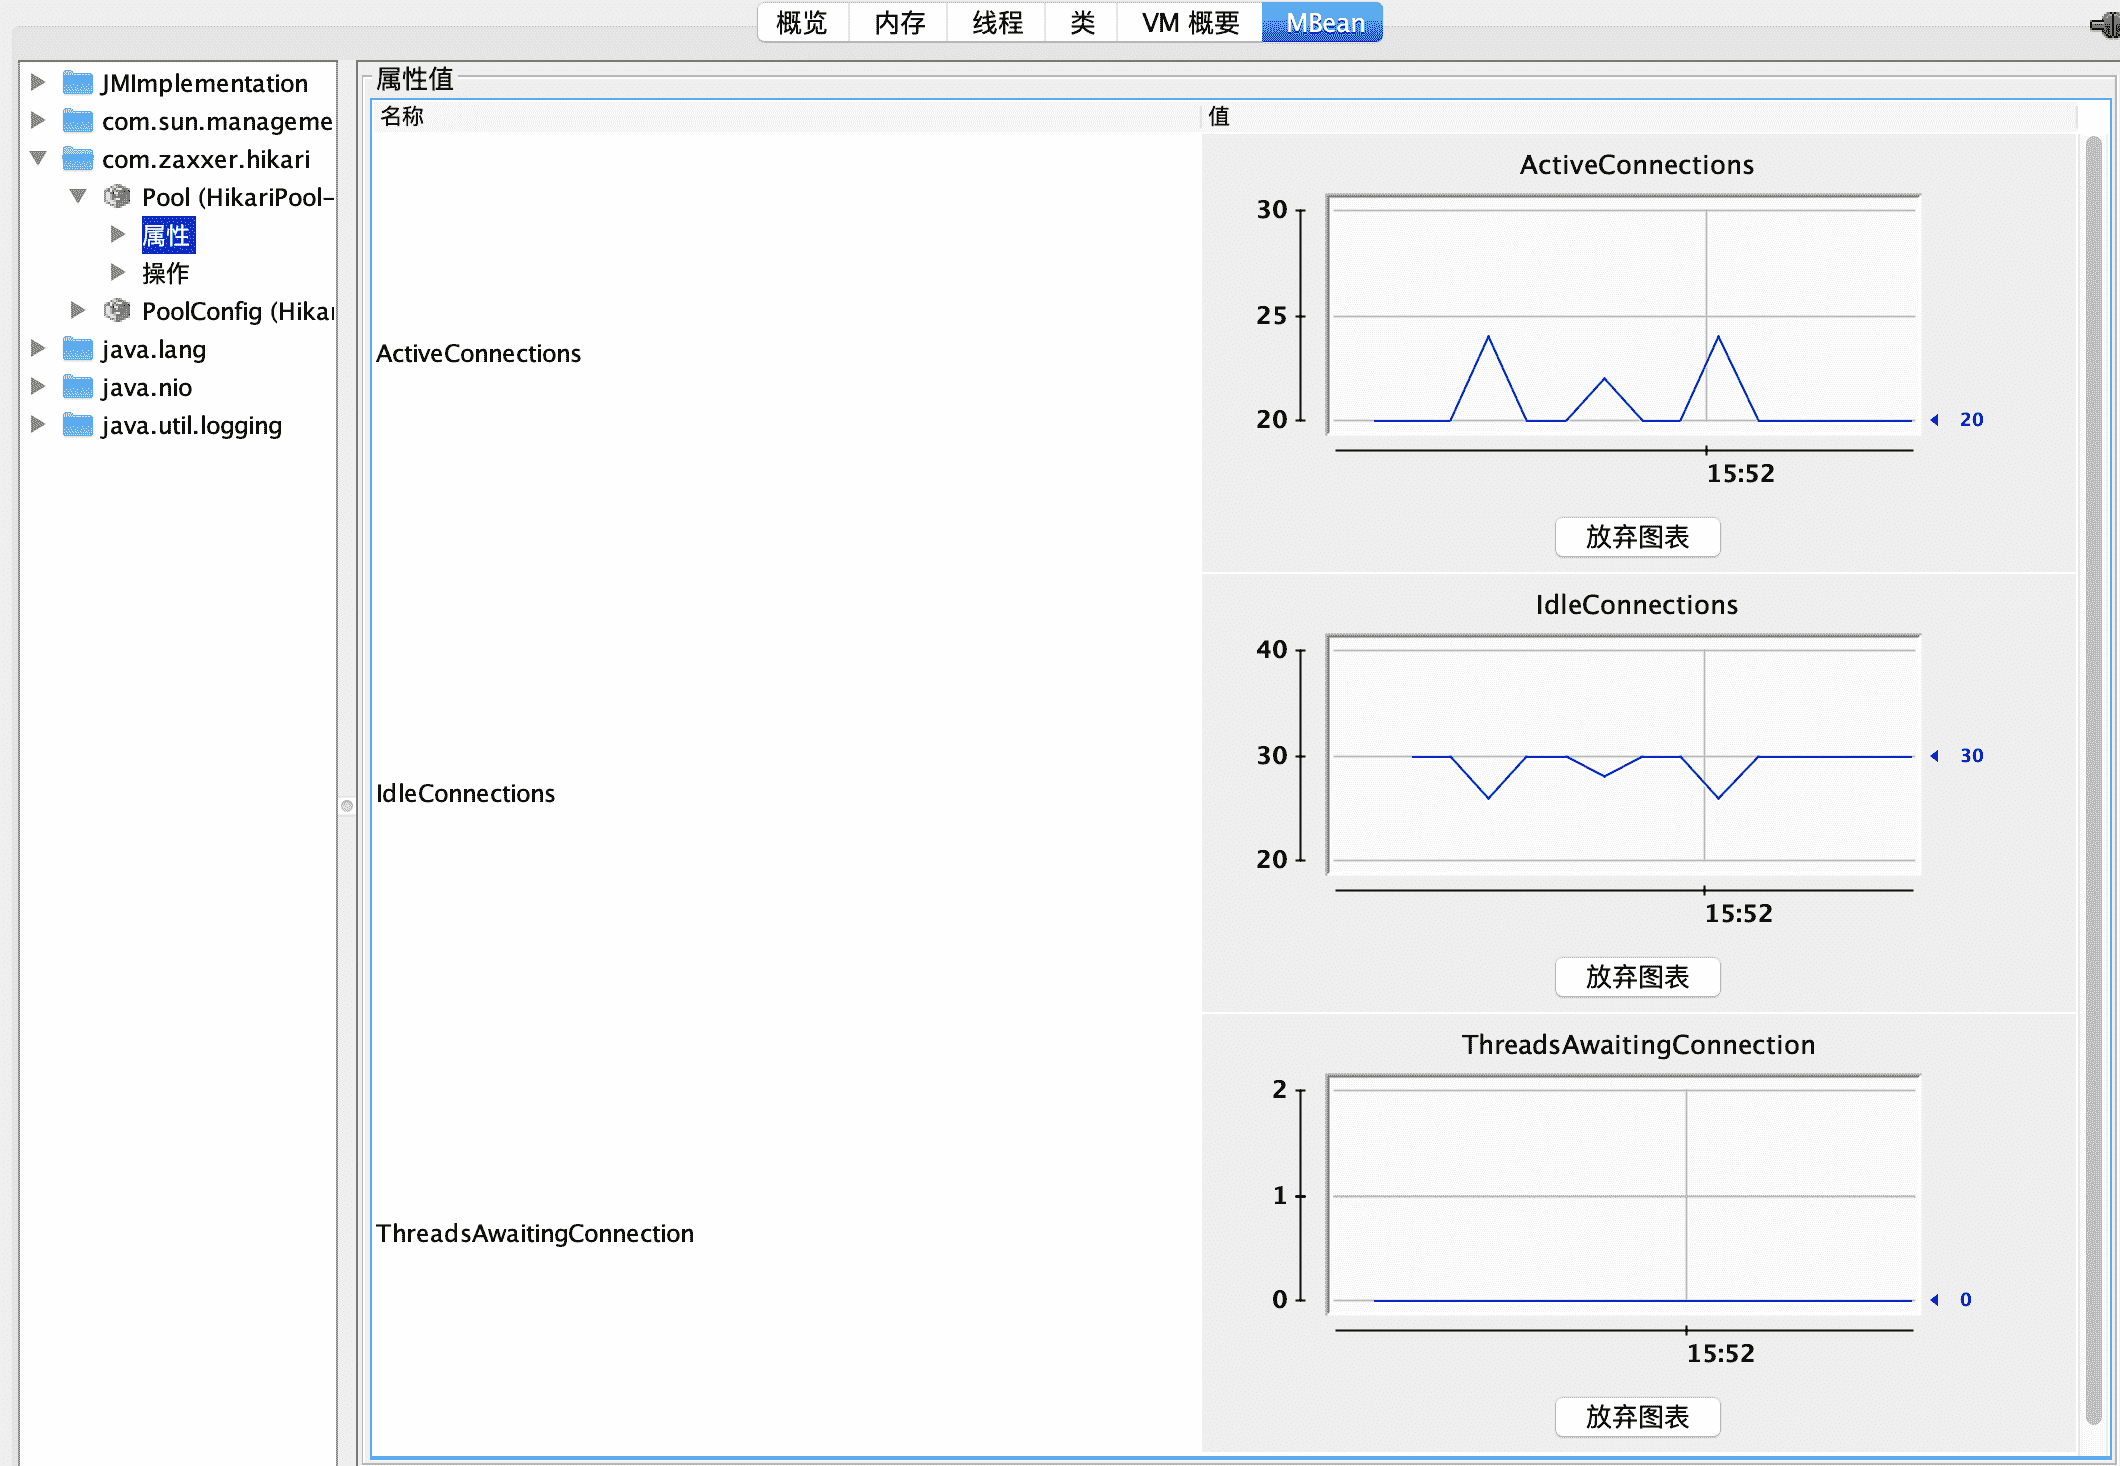 概览 内存 线程 类 VM 概要 MBean
JMImplementation
com.sun.manageme
com.zaxxer.hikari
Pool (HikariPool-
属性
操作
PoolConfig (Hikar
java.lang
java.nio
java.util.logging
属性值
名称 值
ActiveConnections
ActiveConnections
30
25
20
20
15:52
放弃图表
IdleConnections
IdleConnections
40
30
20
30
15:52
放弃图表
ThreadsAwaitingConnection
ThreadsAwaitingConnection
2
1
0
0
15:52
放弃图表